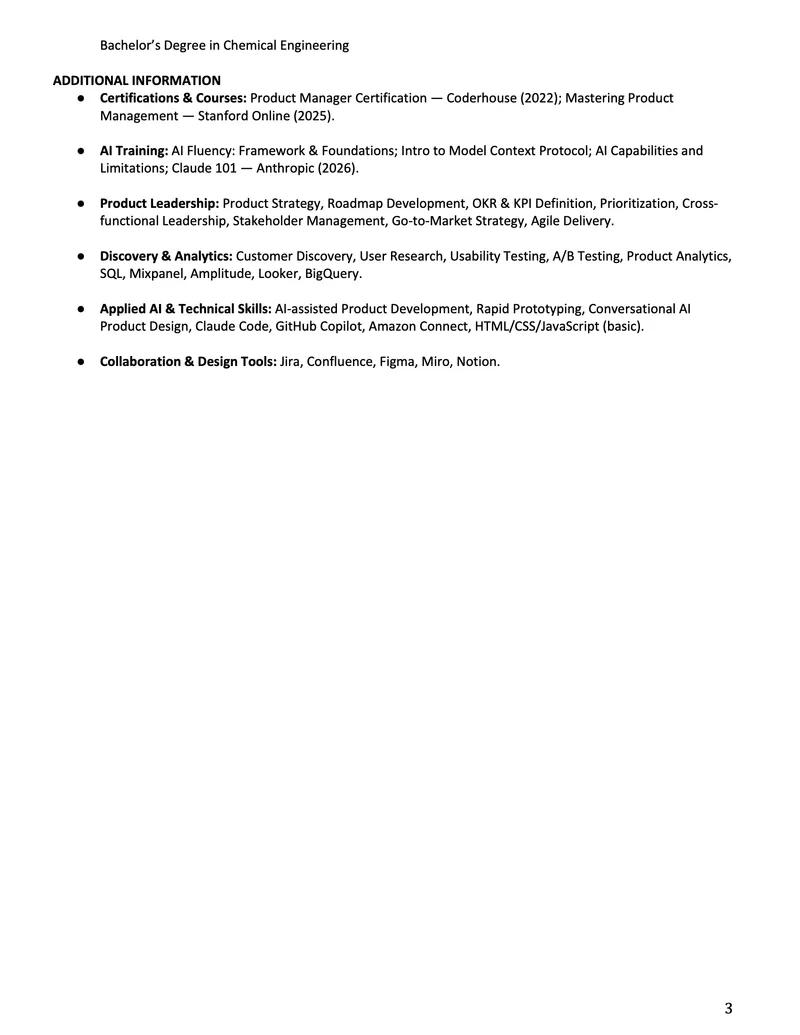 Bachelor’s Degree in Chemical Engineering
ADDITIONAL INFORMATION
● Certifications & Courses: Product Manager Certification — Coderhouse (2022); Mastering Product
Management — Stanford Online (2025).
● AI Training: AI Fluency: Framework & Foundations; Intro to Model Context Protocol; AI Capabilities and
Limitations; Claude 101 — Anthropic (2026).
● Product Leadership: Product Strategy, Roadmap Development, OKR & KPI Definition, Prioritization, Cross-
functional Leadership, Stakeholder Management, Go-to-Market Strategy, Agile Delivery.
● Discovery & Analytics: Customer Discovery, User Research, Usability Testing, A/B Testing, Product Analytics,
SQL, Mixpanel, Amplitude, Looker, BigQuery.
● Applied AI & Technical Skills: AI-assisted Product Development, Rapid Prototyping, Conversational AI
Product Design, Claude Code, GitHub Copilot, Amazon Connect, HTML/CSS/JavaScript (basic).
● Collaboration & Design Tools: Jira, Confluence, Figma, Miro, Notion.
3